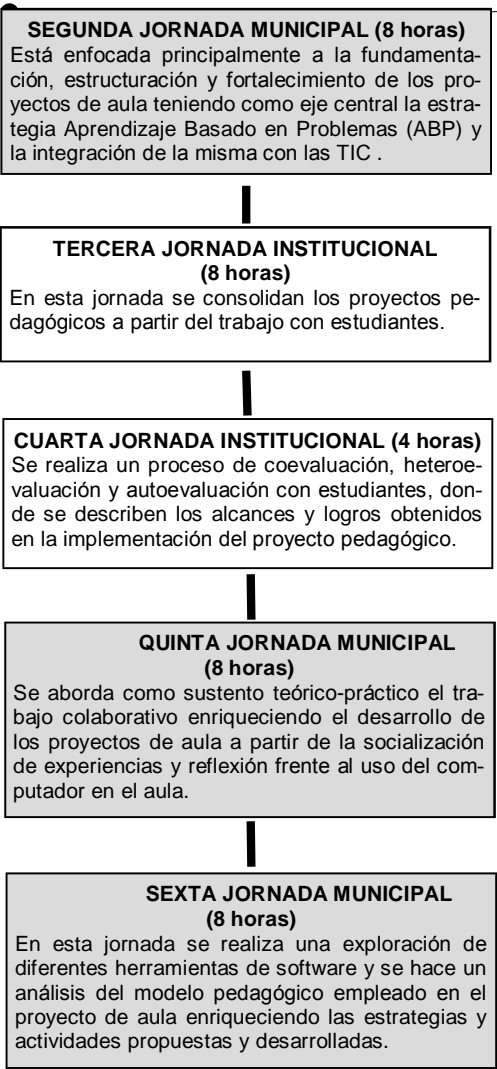 SEGUNDA JORNADA MUNICIPAL (8 horas)
Está enfocada principalmente a la fundamenta-
ción, estructuración y fortalecimiento de los pro-
yectos de aula teniendo como eje central la estra-
tegia Aprendizaje Basado en Problemas (ABP) y
la integración de la misma con las TIC .
TERCERA JORNADA INSTITUCIONAL
(8 horas)
En esta jornada se consolidan los proyectos pe-
dagógicos a partir del trabajo con estudiantes.
CUARTA JORNADA INSTITUCIONAL (4 horas)
Se realiza un proceso de coevaluación, heteroe-
valuación y autoevaluación con estudiantes, don-
de se describen los alcances y logros obtenidos
en la implementación del proyecto pedagógico.
QUINTA JORNADA MUNICIPAL
(8 horas)
Se aborda como sustento teórico-práctico el tra-
bajo colaborativo enriqueciendo el desarrollo de
los proyectos de aula a partir de la socialización
de experiencias y reflexión frente al uso del com-
putador en el aula.
SEXTA JORNADA MUNICIPAL
(8 horas)
En esta jornada se realiza una exploración de
diferentes herramientas de software y se hace un
análisis del modelo pedagógico empleado en el
proyecto de aula enriqueciendo las estrategias y
actividades propuestas y desarrolladas.